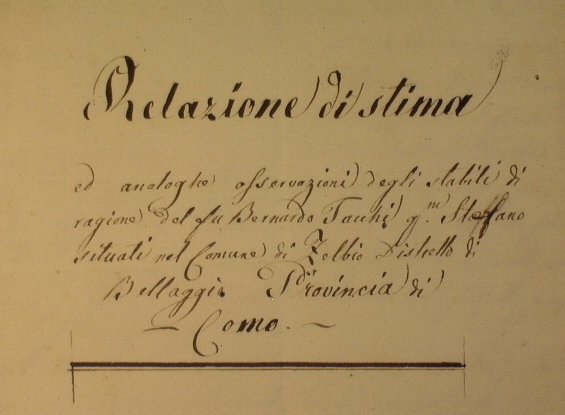 Relazione di stima
ed analoghe osservazioni degli stabili di
ragione del fu Bernardo Tacchi q.m Steffano
situati nel Comune di Zelbio Distretto di
Bellaggio Provincia di
Como.